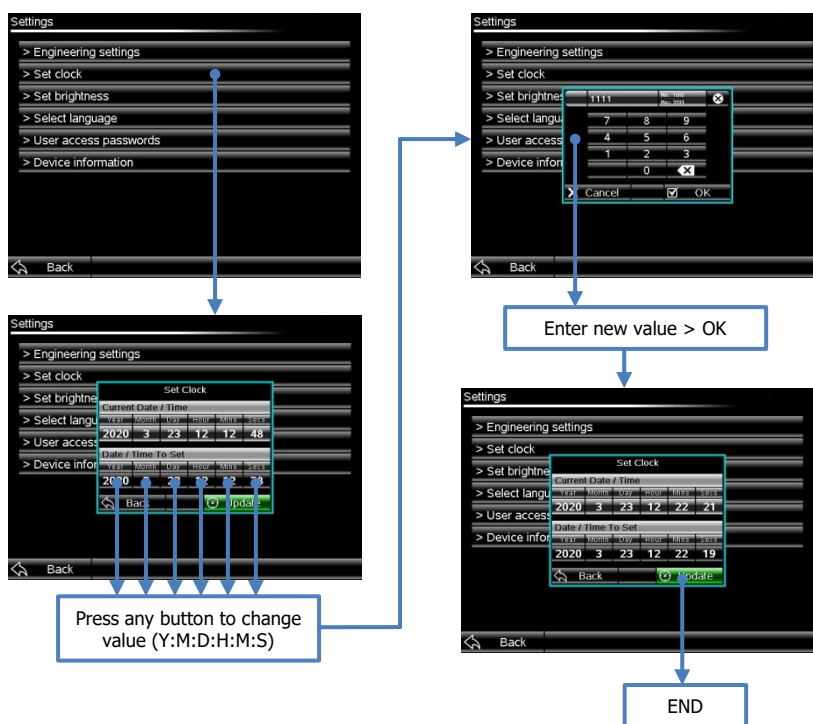 Settings
> Engineering settings
> Set clock
> Set brightness
> Select language
> User access passwords
> Device information
Back
Settings
> Engineering settings
> Set clock
> Set brightne
> Select langu
> User access
> Device infor
Set Clock
Current Date / Time
Year Month Day Hour Mins Secs
2020 3 23 12 12 48
Date / Time To Set
Year Month Day Hour Mins Secs
2020
Back Update
Back
Press any button to change
value (Y:M:D:H:M:S)
Settings
> Engineering settings
> Set clock
> Set brightnes
> Select langua
> User access
> Device infor
1111
7 8 9
4 5 6
1 2 3
0
Cancel OK
Back
Enter new value > OK
Settings
> Engineering settings
> Set clock
> Set brightne
> Select langu
> User access
> Device infor
Set Clock
Current Date / Time
Year Month Day Hour Mins Secs
2020 3 23 12 22 21
Date / Time To Set
Year Month Day Hour Mins Secs
2020 3 23 12 22 19
Back Update
Back
END